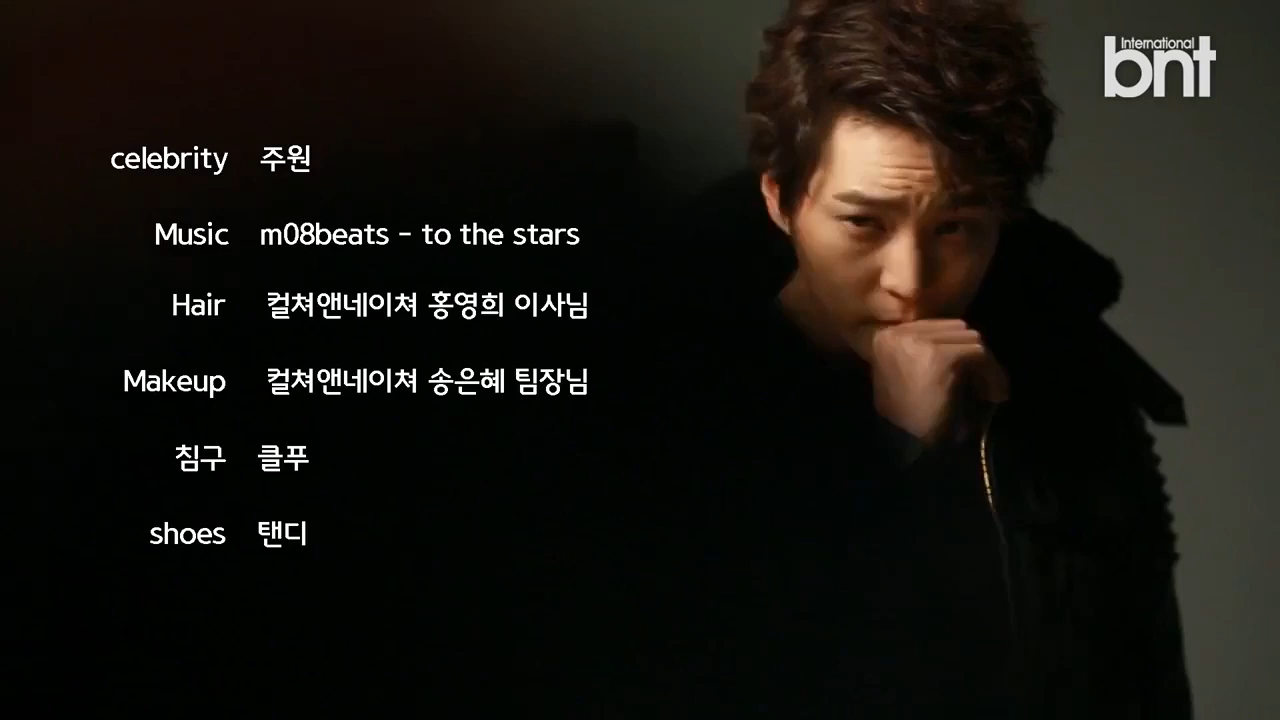 International
bnt
celebrity 주원
Music m08beats - to the stars
Hair 컬쳐앤네이쳐 홍영희 이사님
Makeup 컬쳐앤네이쳐 송은혜 팀장님
침구 클푸
shoes 탠디